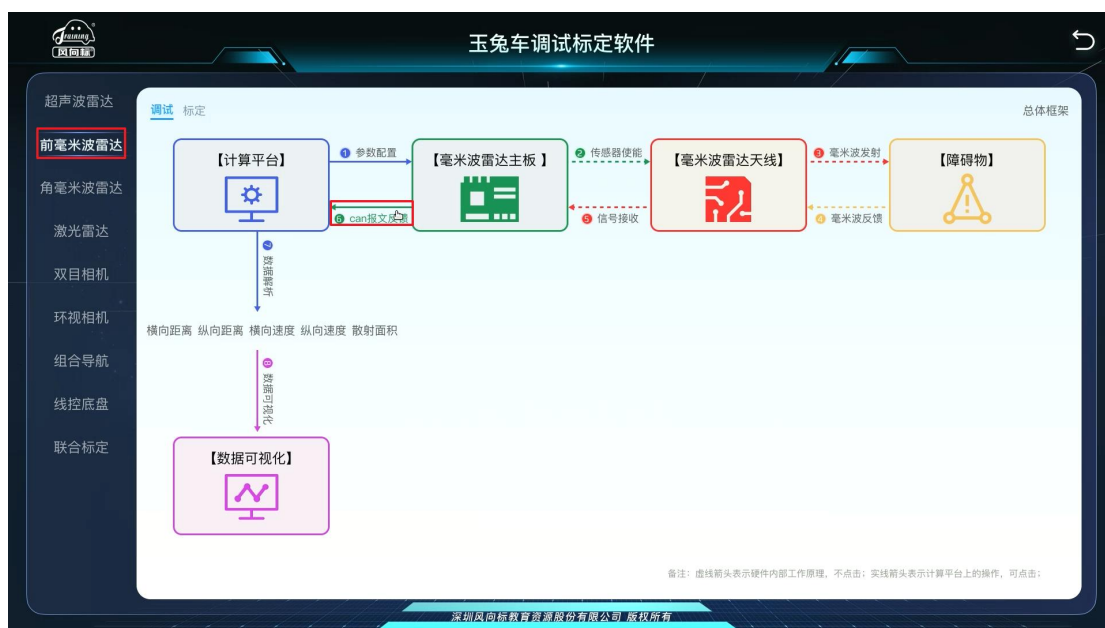 Training
风向标
玉兔车调试标定软件
超声波雷达
前毫米波雷达
角毫米波雷达
激光雷达
双目相机
环视相机
组合导航
线控底盘
联合标定
调试 标定
总体框架
【计算平台】
1 参数配置
【毫米波雷达主板 】
2 传感器使能
【毫米波雷达天线】
3 毫米波发射
【障碍物】
6 can报文反馈
5 信号接收
4 毫米波反馈
7 数据解析
横向距离 纵向距离 横向速度 纵向速度 散射面积
8 数据可视化
【数据可视化】
备注：虚线箭头表示硬件内部工作原理，不点击；实线箭头表示计算平台上的操作，可点击；
深圳风向标教育资源股份有限公司 版权所有